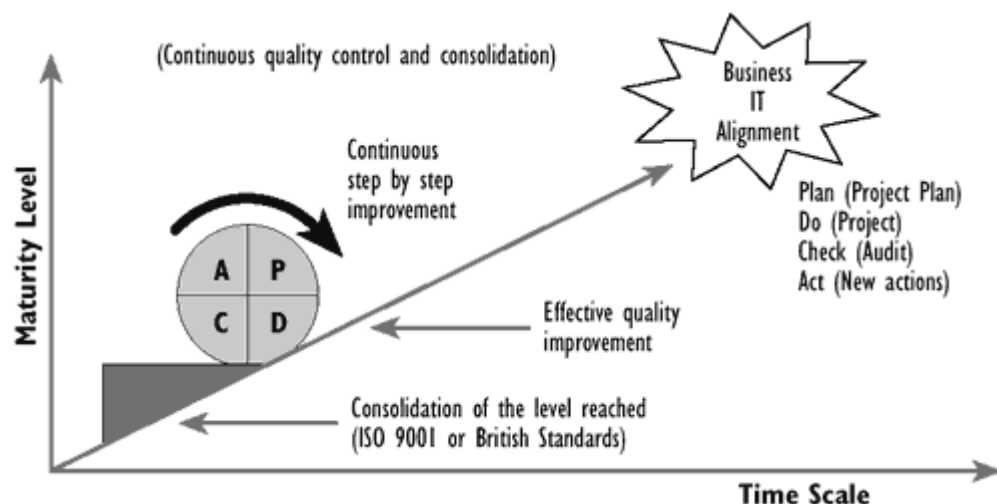 (Continuous quality control and consolidation)
Business
IT
Alignment
Continuous
step by step
improvement
Plan (Project Plan)
Do (Project)
Check (Audit)
Act (New actions)
Maturity Level
A P
C D
Effective quality
improvement
Consolidation of the level reached
(ISO 9001 or British Standards)
Time Scale